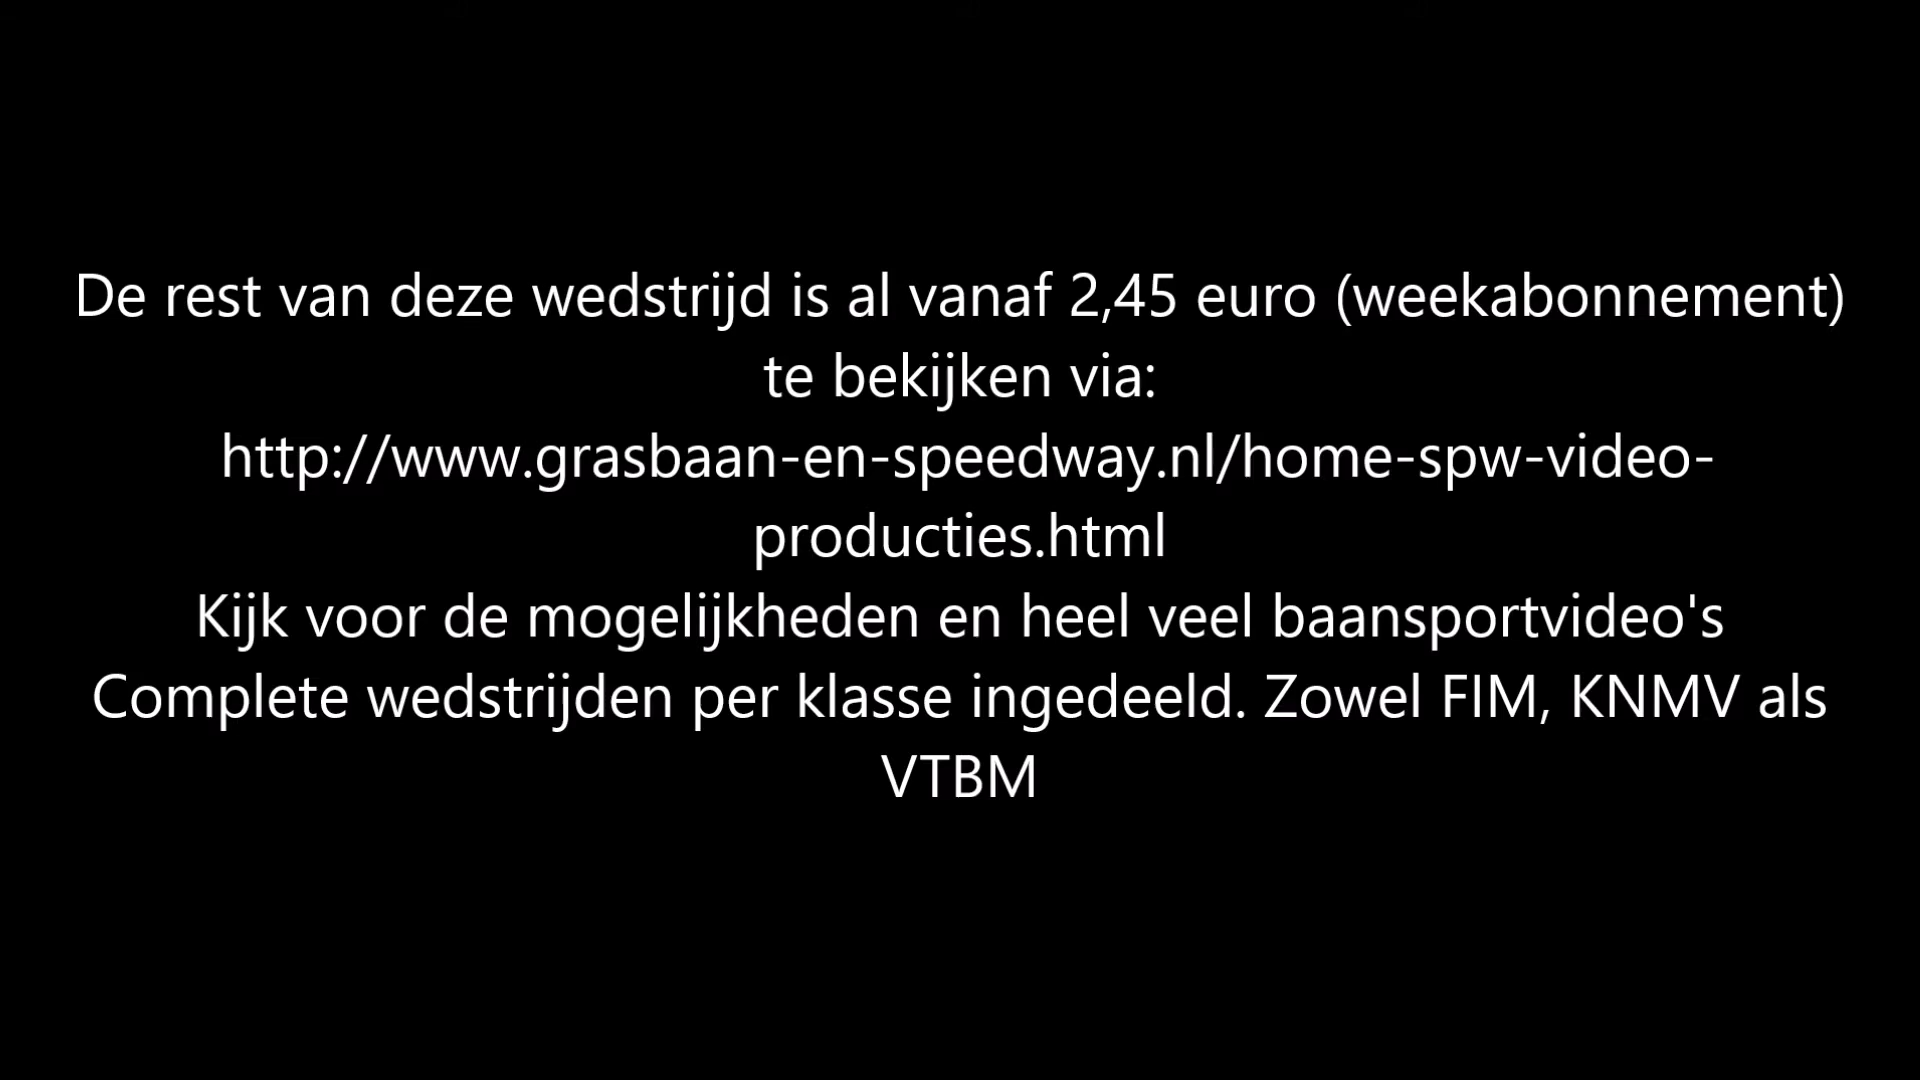 De rest van deze wedstrijd is al vanaf 2,45 euro (weekabonnement)
te bekijken via:
http://www.grasbaan-en-speedway.nl/home-spw-video-
producties.html
Kijk voor de mogelijkheden en heel veel baansportvideo's
Complete wedstrijden per klasse ingedeeld. Zowel FIM, KNMV als
VTBM